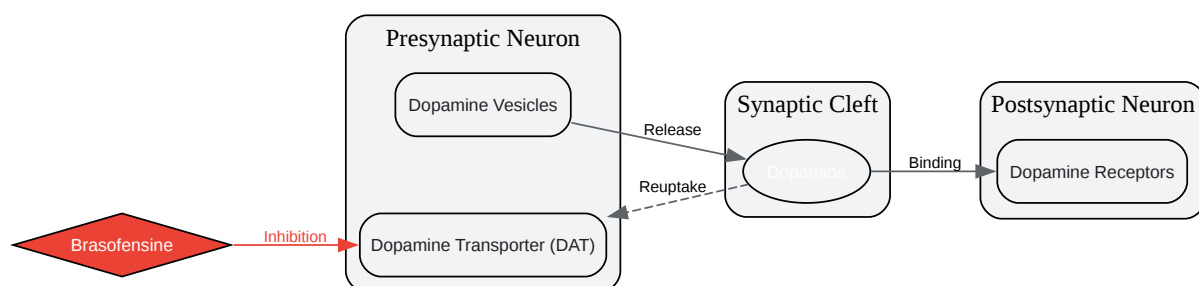 Presynaptic Neuron
Dopamine Vesicles
Release
Synaptic Cleft
Dopamine
Reuptake
Binding
Postsynaptic Neuron
Dopamine Receptors
Brasofensine
Inhibition
Dopamine Transporter (DAT)